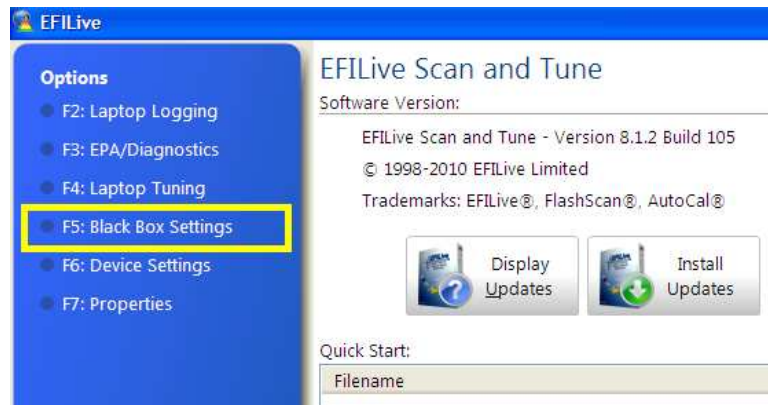 EFILive
Options
F2: Laptop Logging
F3: EPA/Diagnostics
F4: Laptop Tuning
F5: Black Box Settings
F6: Device Settings
F7: Properties
EFILive Scan and Tune
Software Version:
EFILive Scan and Tune - Version 8.1.2 Build 105
© 1998-2010 EFILive Limited
Trademarks: EFILive®, FlashScan®, AutoCal®
Display
Updates
Install
Updates
Quick Start:
Filename